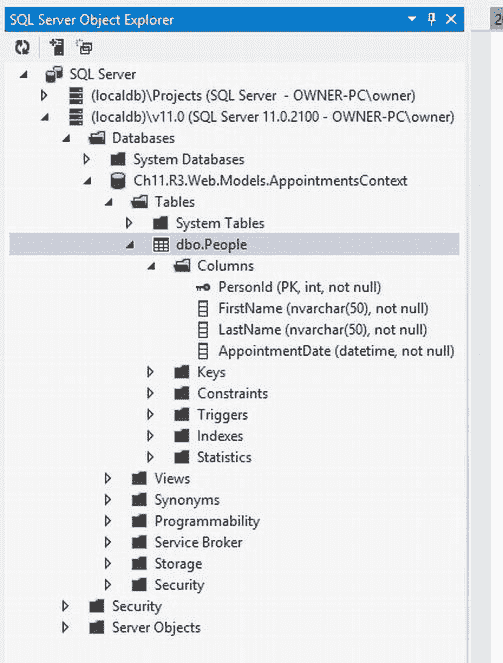 SQL Server Object Explorer
2
SQL Server
(localdb)\Projects (SQL Server - OWNER-PC\owner)
(localdb)\v11.0 (SQL Server 11.0.2100 - OWNER-PC\owner)
Databases
System Databases
Ch11.R3.Web.Models.AppointmentsContext
Tables
System Tables
dbo.People
Columns
PersonId (PK, int, not null)
FirstName (nvarchar(50), not null)
LastName (nvarchar(50), not null)
AppointmentDate (datetime, not null)
Keys
Constraints
Triggers
Indexes
Statistics
Views
Synonyms
Programmability
Service Broker
Storage
Security
Security
Server Objects